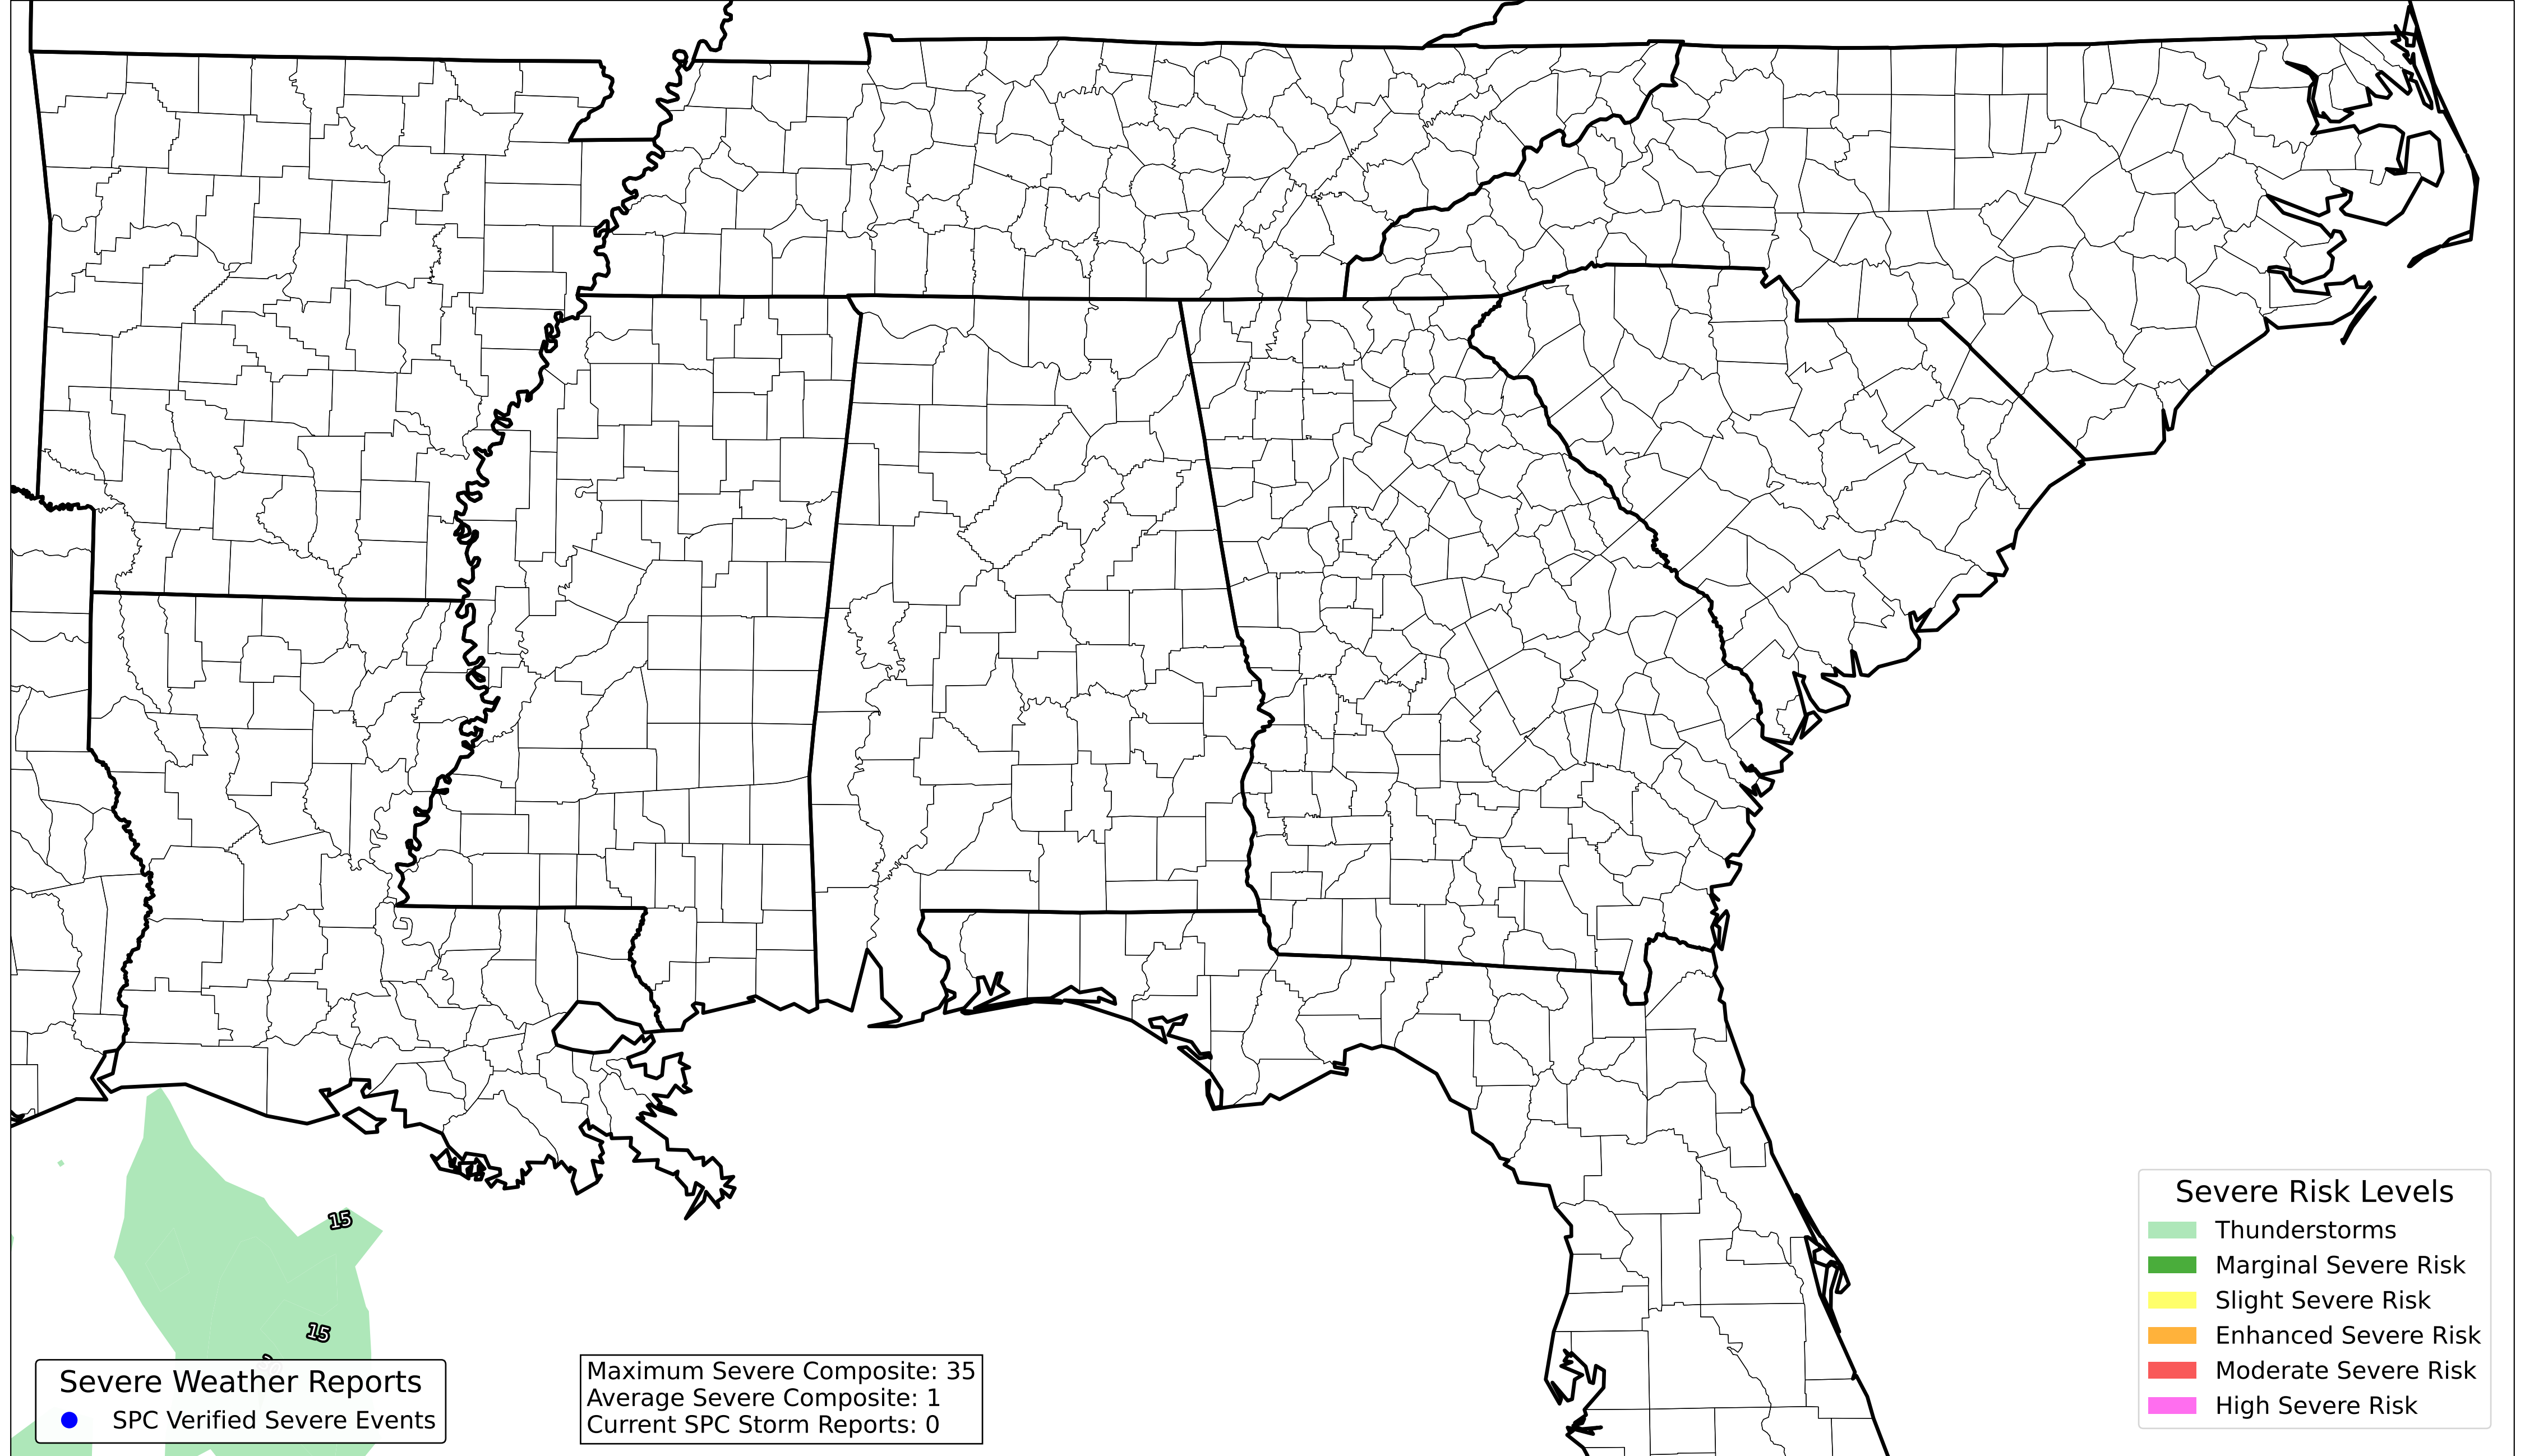 15
15
Severe Weather Reports
SPC Verified Severe Events
Maximum Severe Composite: 35
Average Severe Composite: 1
Current SPC Storm Reports: 0
Severe Risk Levels
Thunderstorms
Marginal Severe Risk
Slight Severe Risk
Enhanced Severe Risk
Moderate Severe Risk
High Severe Risk